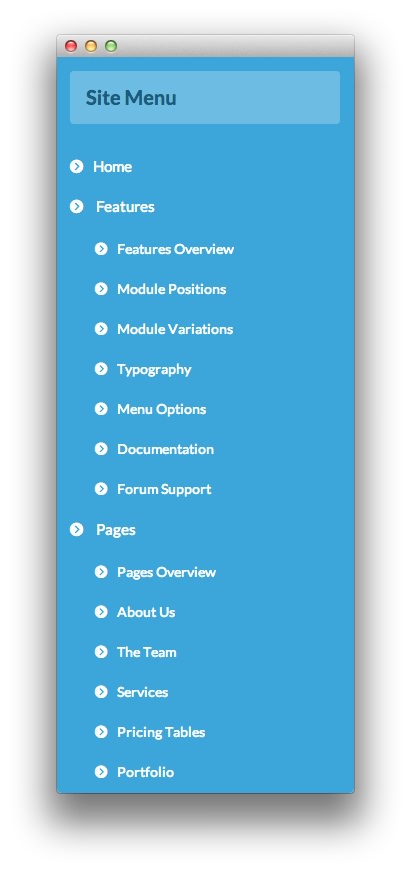 Site Menu
Home
Features
Features Overview
Module Positions
Module Variations
Typography
Menu Options
Documentation
Forum Support
Pages
Pages Overview
About Us
The Team
Services
Pricing Tables
Portfolio